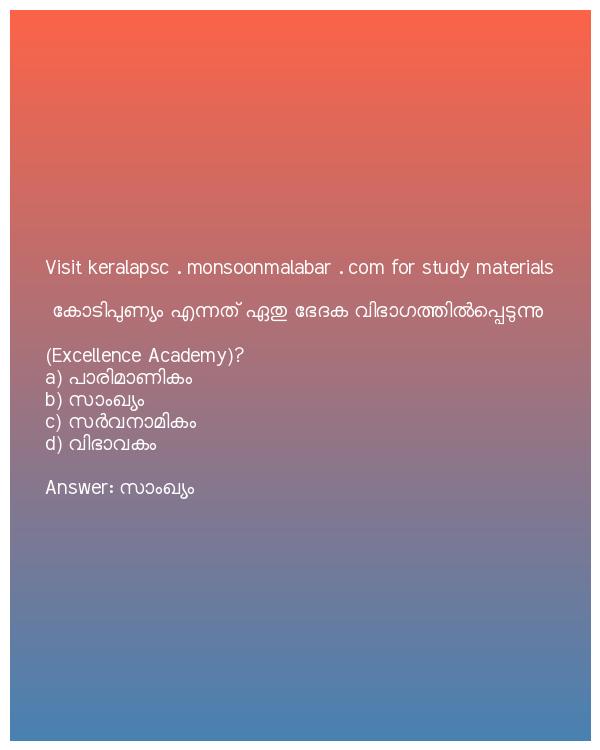 Visit keralapsc . monsoonmalabar . com for study materials
കോടിപുണ്യം എന്നത് ഏതു ഭേദക വിഭാഗത്തിൽപ്പെടുന്നു
(Excellence Academy)?
a) പാരിമാണികം
b) സാംഖ്യം
c) സർവനാമികം
d) വിഭാവകം
Answer: സാംഖ്യം